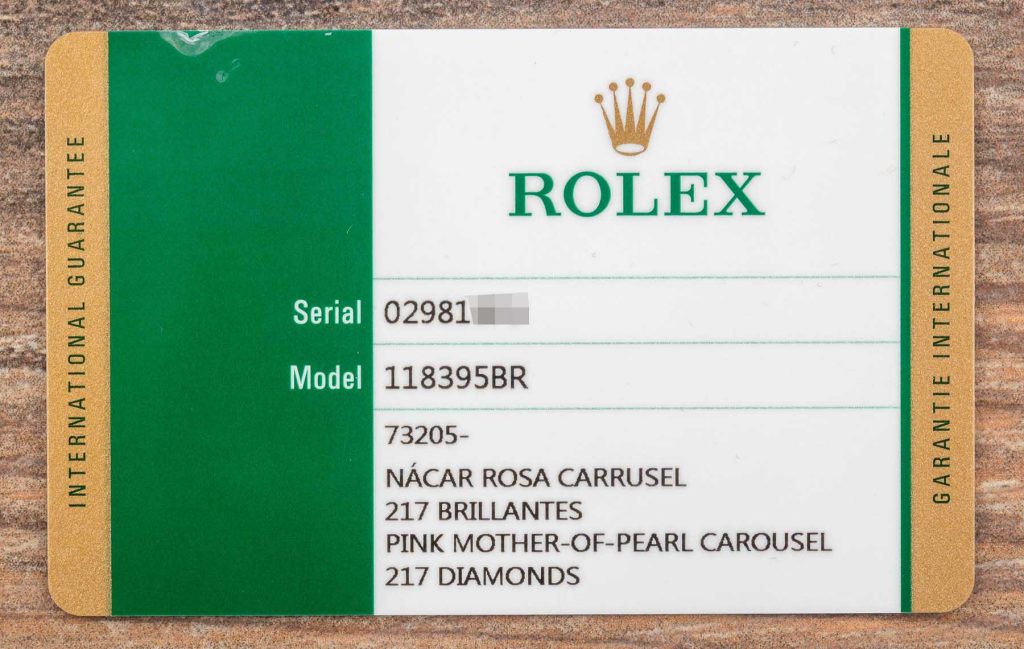 INTERNATIONAL GUARANTEE
ROLEX
Serial 02981
Model 118395BR
73205-
NÁCAR ROSA CARRUSEL
217 BRILLANTES
PINK MOTHER-OF-PEARL CAROUSEL
217 DIAMONDS
GARANTIE INTERNATIONALE